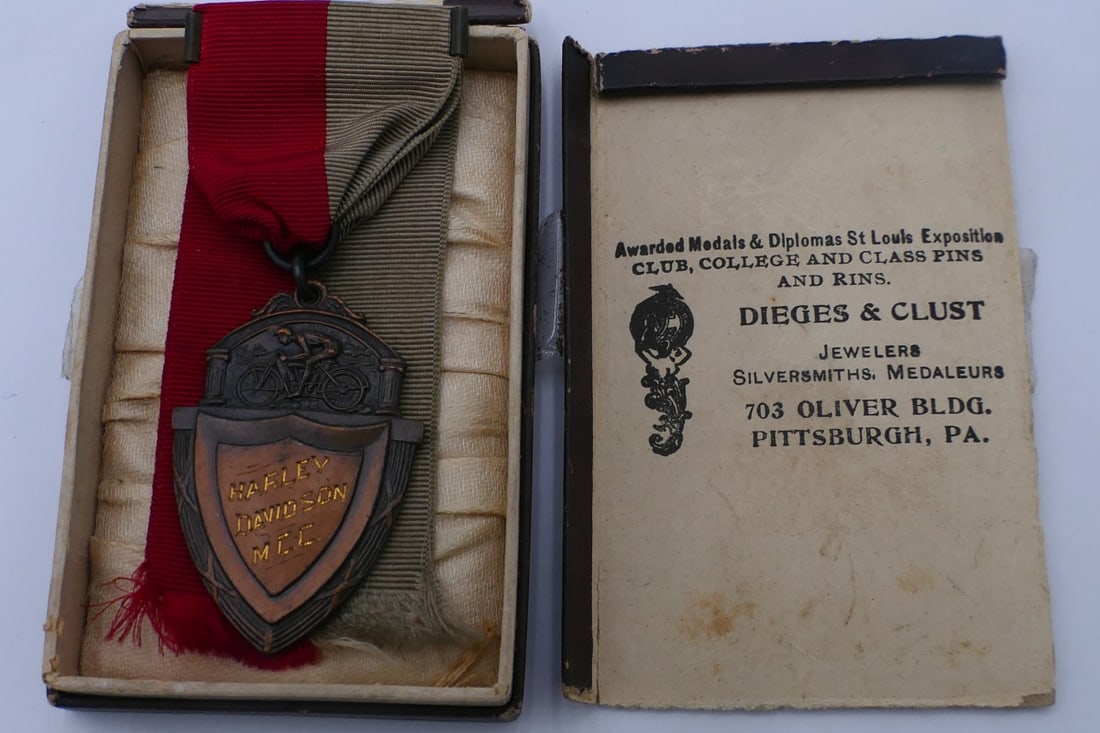 HARLEY
DAVIDSON
M.C.C.
Awarded Medals & Diplomas St Louis Exposition
CLUB, COLLEGE AND CLASS PINS
AND RINS.
DIEGES & CLUST
JEWELERS
SILVERSMITHS, MEDALEURS
703 OLIVER BLDG.
PITTSBURGH, PA.